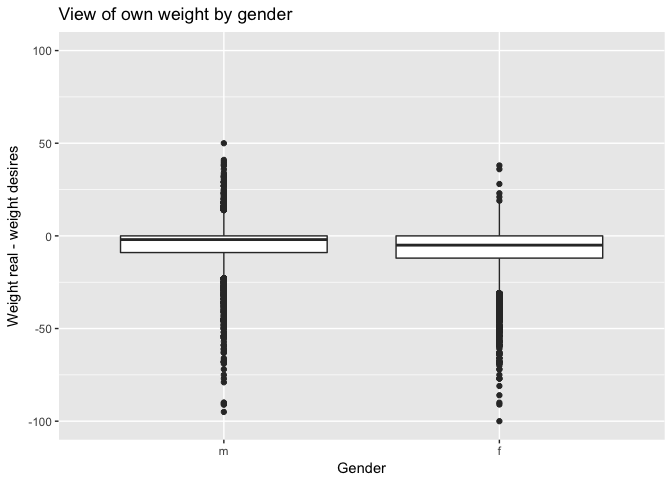 View of own weight by gender
100
50
0
-50
-100
Weight real - weight desires
m
f
Gender